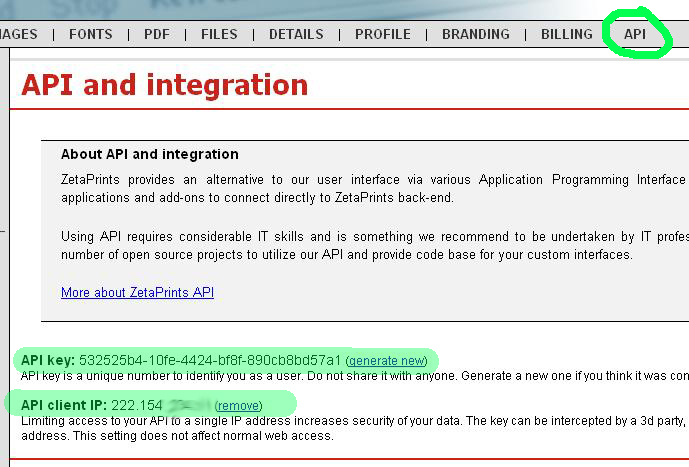 AGES | FONTS | PDF | FILES | DETAILS | PROFILE | BRANDING | BILLING API
API and integration
About API and integration
ZetaPrints provides an alternative to our user interface via various Application Programming Interface
applications and add-ons to connect directly to ZetaPrints back-end.
Using API requires considerable IT skills and is something we recommend to be undertaken by IT profes
number of open source projects to utilize our API and provide code base for your custom interfaces.
More about ZetaPrints API
API key: 532525b4-10fe-4424-bf8f-890cb8bd57a1 (generate new)
API key is a unique number to identify you as a user. Do not share it with anyone. Generate a new one if you think it was con
API client IP: 222.154 (remove)
Limiting access to your API to a single IP address increases security of your data. The key can be intercepted by a 3d party,
address. This setting does not affect normal web access.